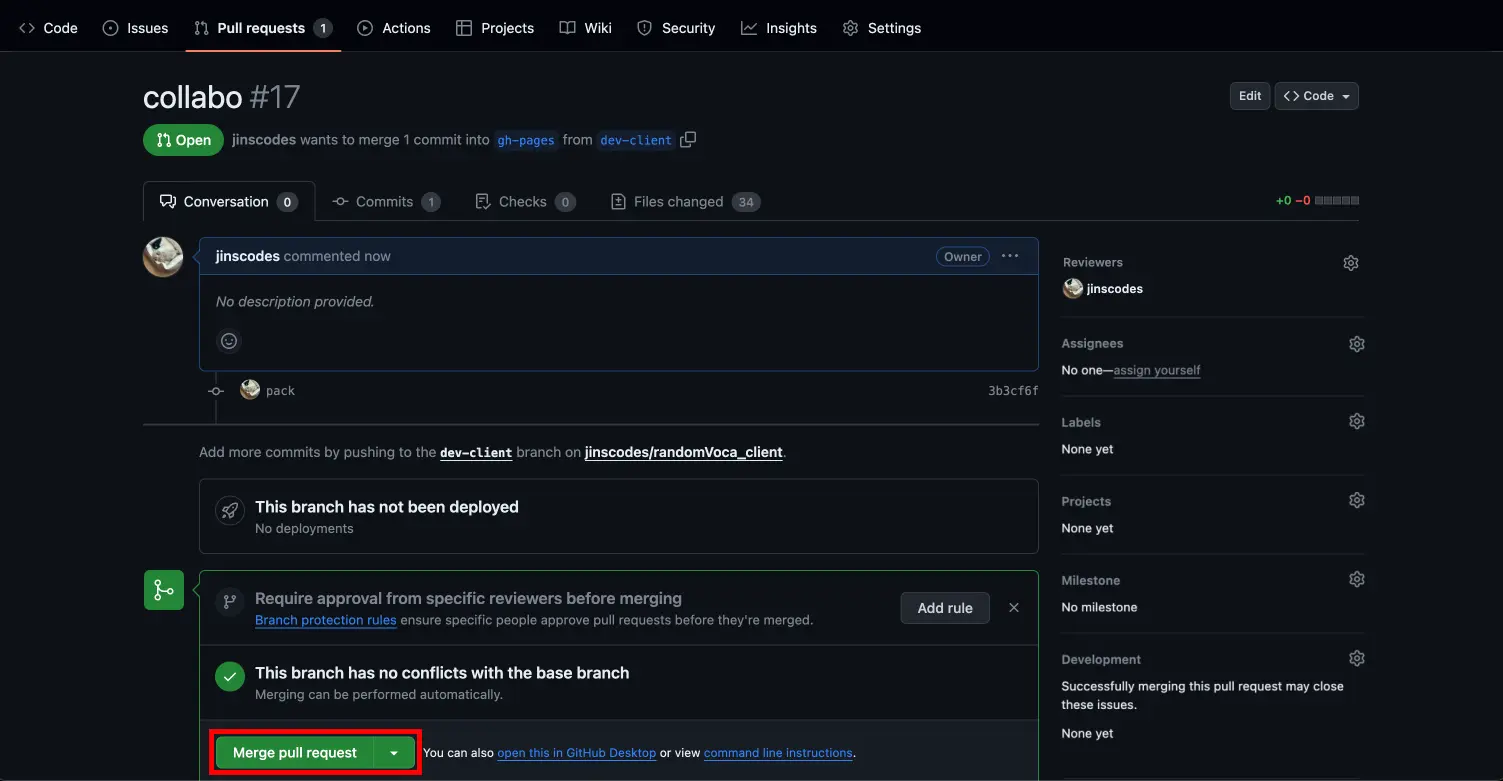 Code Issues Pull requests 1 Actions Projects Wiki Security Insights Settings
collabo #17
Edit Code
Open jinscodes wants to merge 1 commit into gh-pages from dev-client
Conversation 0 Commits 1 Checks 0 Files changed 34
+0 −0
jinscodes commented now
Owner
No description provided.
pack
3b3cf6f
Add more commits by pushing to the dev-client branch on jinscodes/randomVoca_client.
This branch has not been deployed
No deployments
Require approval from specific reviewers before merging
Branch protection rules ensure specific people approve pull requests before they're merged.
Add rule
This branch has no conflicts with the base branch
Merging can be performed automatically.
Merge pull request
You can also open this in GitHub Desktop or view command line instructions.
Reviewers
jinscodes
Assignees
No one—assign yourself
Labels
None yet
Projects
None yet
Milestone
No milestone
Development
Successfully merging this pull request may close
these issues.
None yet